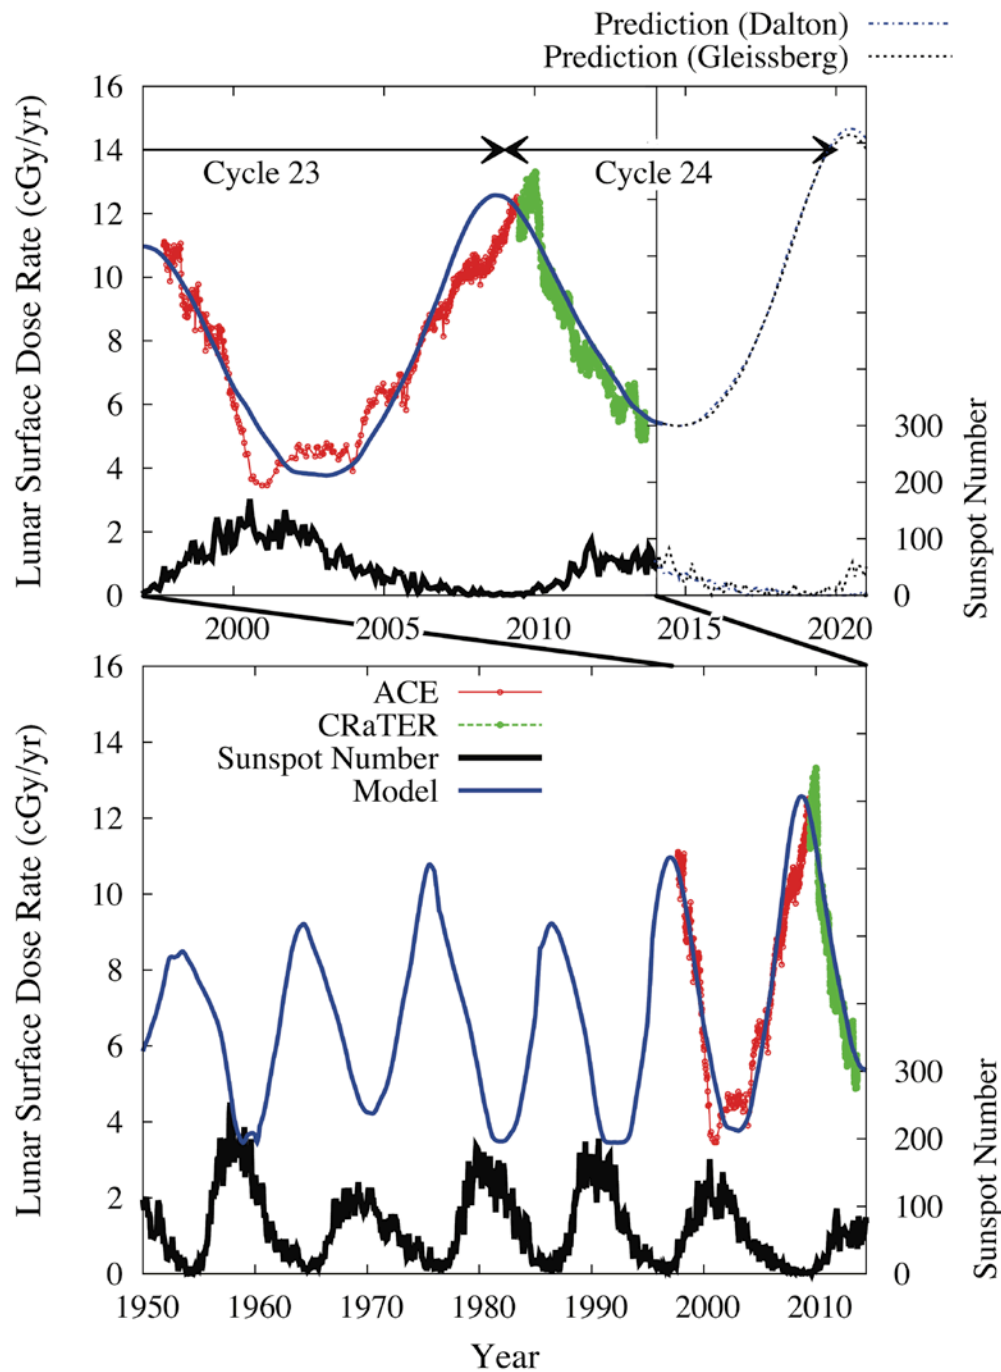 Prediction (Dalton)
Prediction (Gleissberg)
16
14
12
10
8
6
4
2
0
Lunar Surface Dose Rate (cGy/yr)
Cycle 23
Cycle 24
300
200
100
0
Sunspot Number
2000 2005 2010 2015 2020
16
14
12
10
8
6
4
2
0
Lunar Surface Dose Rate (cGy/yr)
ACE
CRaTER
Sunspot Number
Model
300
200
100
0
Sunspot Number
1950 1960 1970 1980 1990 2000 2010
Year